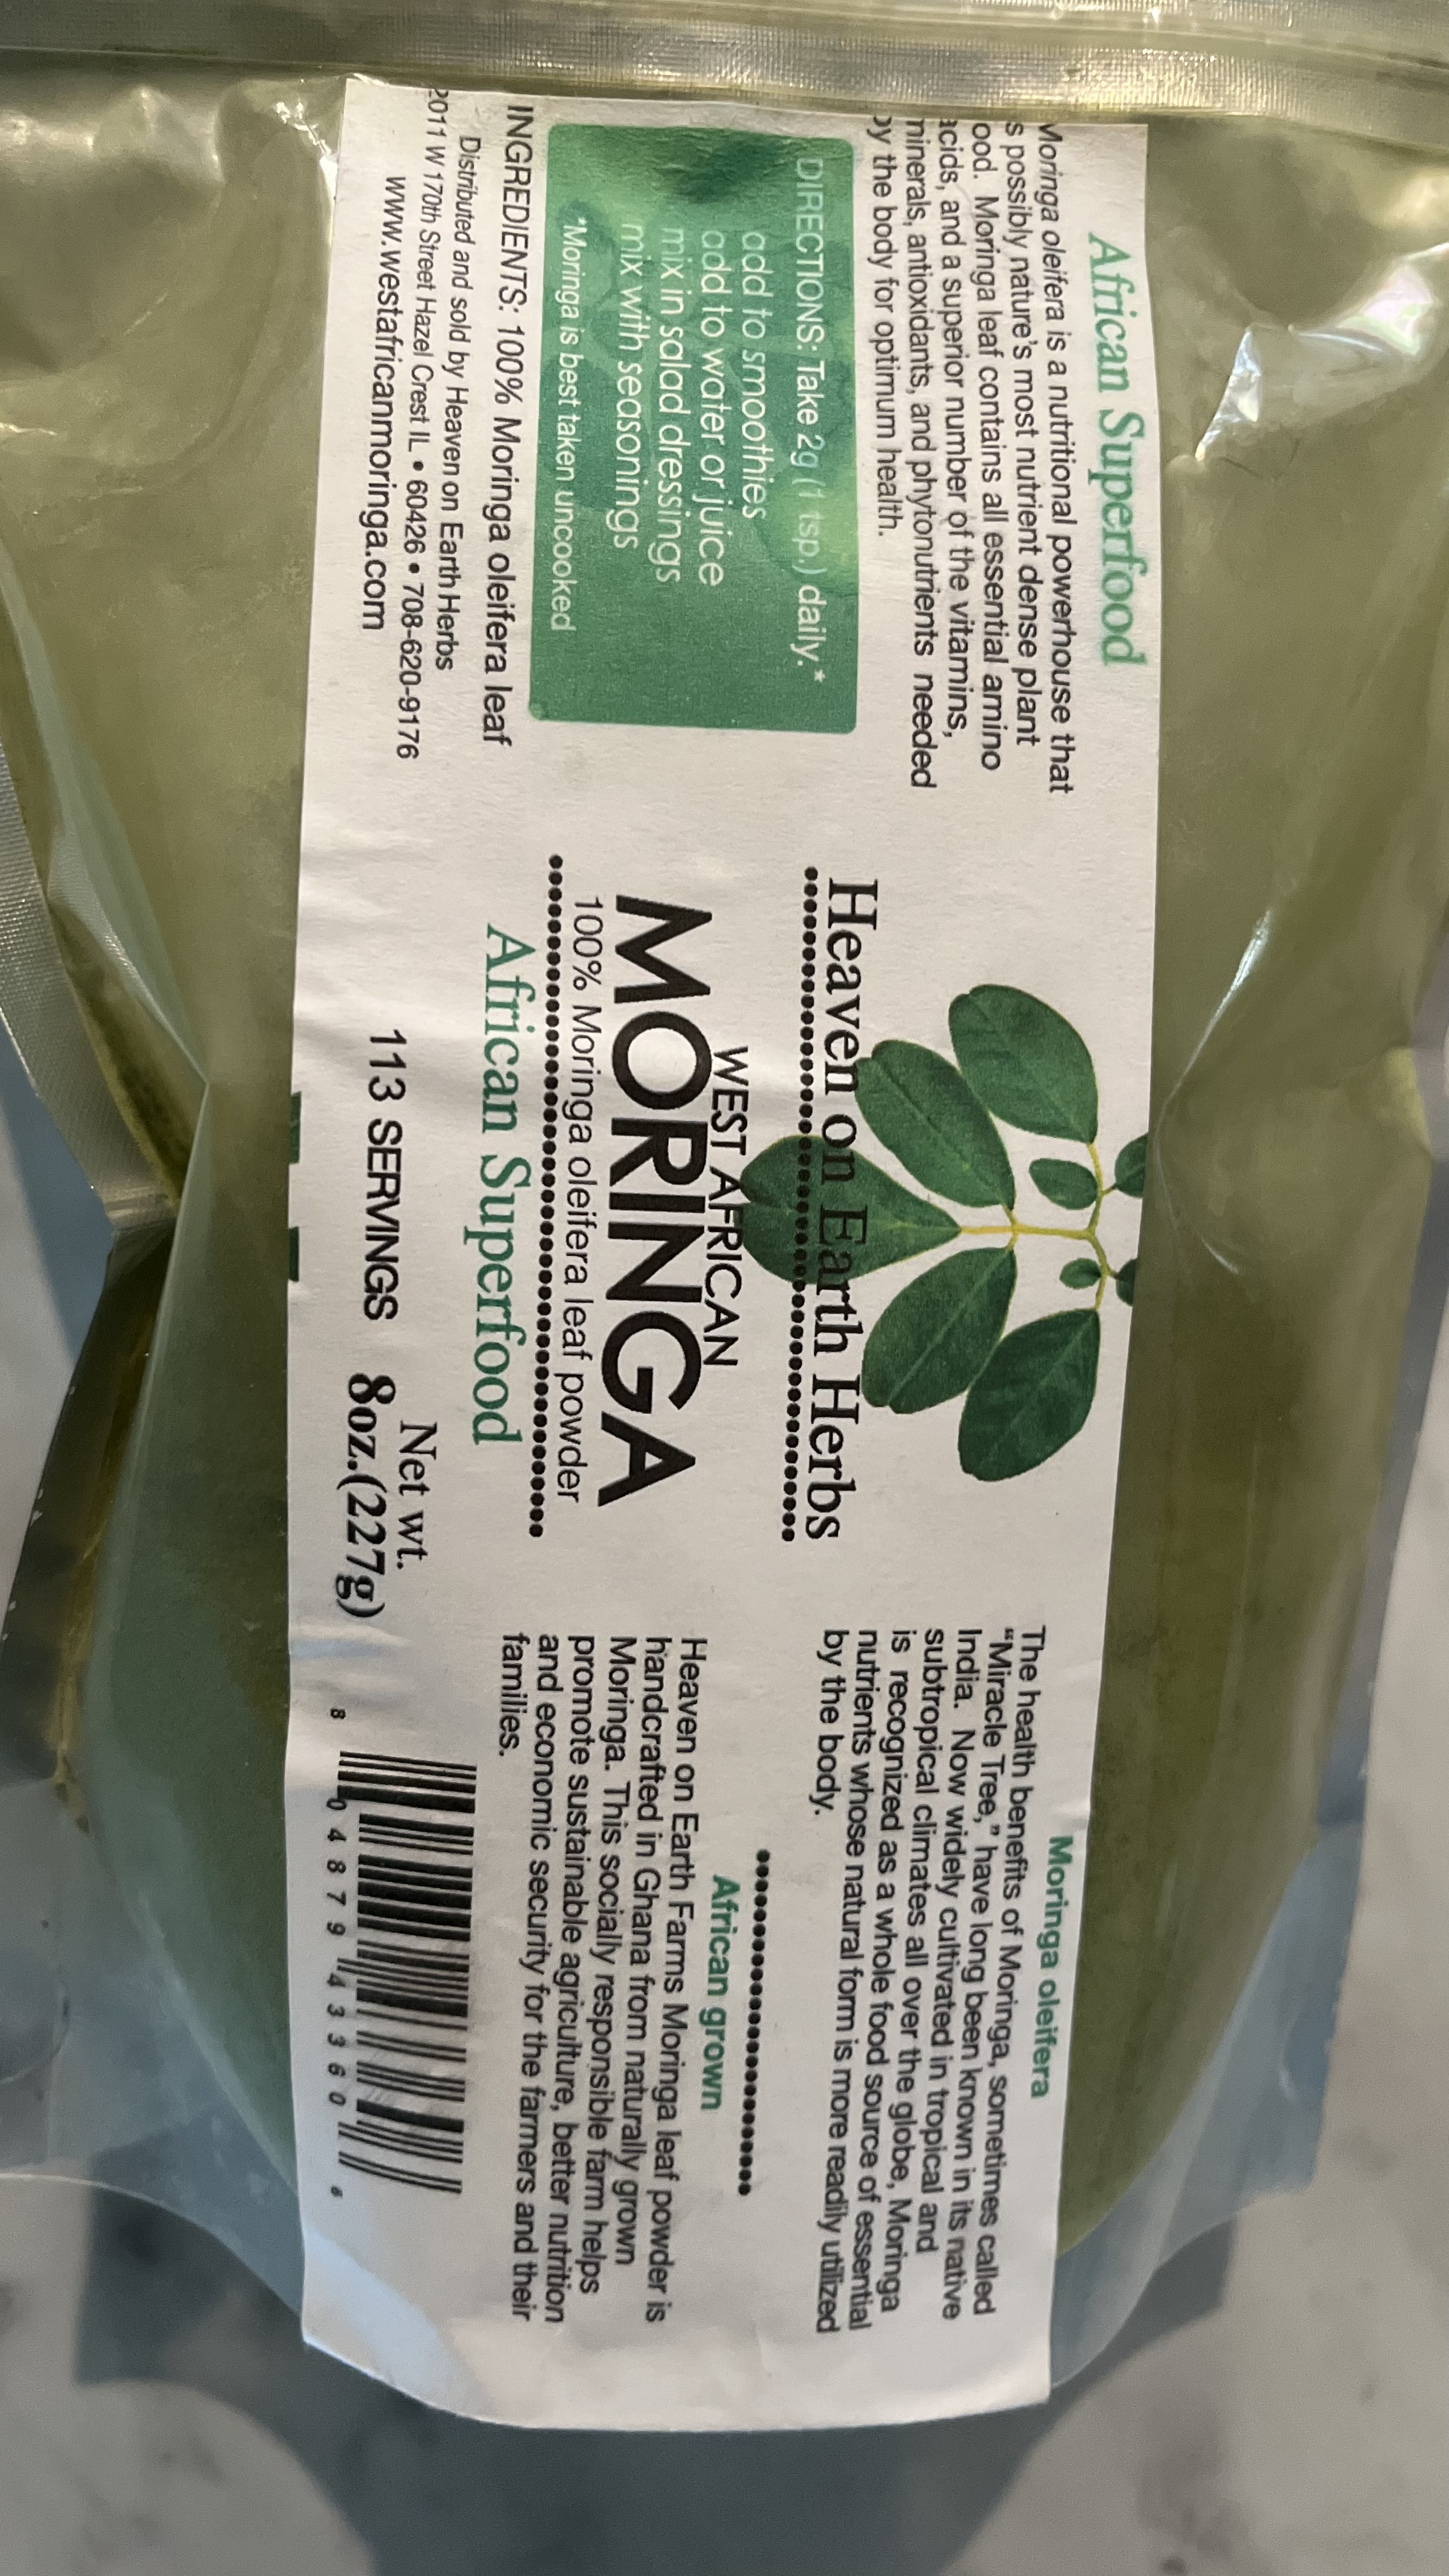 African Superfood
Moringa oleifera is a nutritional powerhouse that
s possibly nature's most nutrient dense plant
ood. Moringa leaf contains all essential amino
acids, and a superior number of the vitamins,
minerals, antioxidants, and phytonutrients needed
by the body for optimum health.
DIRECTIONS: Take 2g (1 tsp.) daily.*
add to smoothies
add to water or juice
mix in salad dressings
mix with seasonings
*Moringa is best taken uncooked
INGREDIENTS: 100% Moringa oleifera leaf
Distributed and sold by Heaven on Earth Herbs
2011 W 170th Street Hazel Crest IL • 60426 • 708-620-9176
www.westafricanmoringa.com
Heaven on Earth Herbs
WEST AFRICAN
MORINGA
100% Moringa oleifera leaf powder
African Superfood
113 SERVINGS
Net wt.
8oz.(227g)
Moringa oleifera
The health benefits of Moringa, sometimes called
“Miracle Tree,” have long been known in its native
India. Now widely cultivated in tropical and
subtropical climates all over the globe, Moringa
is recognized as a whole food source of essential
nutrients whose natural form is more readily utilized
by the body.
African grown
Heaven on Earth Farms Moringa leaf powder is
handcrafted in Ghana from naturally grown
Moringa. This socially responsible farm helps
promote sustainable agriculture, better nutrition
and economic security for the farmers and their
families.
8 04879 43360 6